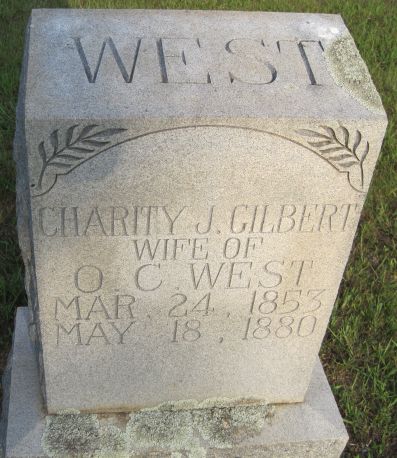 WEST
CHARITY J. GILBERT
WIFE OF
O. C. WEST
MAR. 24, 1853
MAY 18, 1880